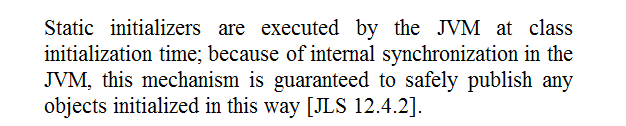 Static initializers are executed by the JVM at class
initialization time; because of internal synchronization in the
JVM, this mechanism is guaranteed to safely publish any
objects initialized in this way [JLS 12.4.2].